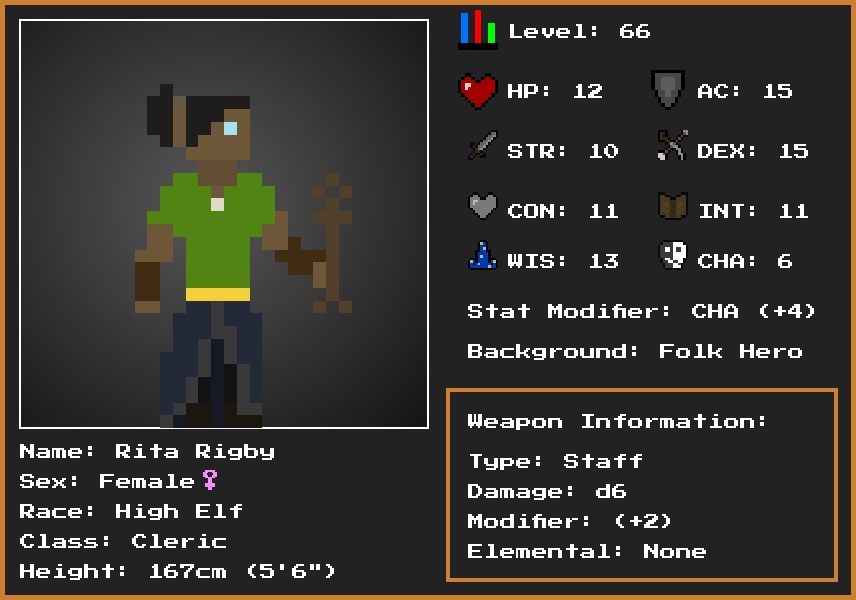 Level: 66
HP: 12
AC: 15
STR: 10
DEX: 15
CON: 11
INT: 11
WIS: 13
CHA: 6
Stat Modifier: CHA (+4)
Background: Folk Hero
Weapon Information:
Type: Staff
Damage: d6
Modifier: (+2)
Elemental: None
Name: Rita Rigby
Sex: Female♀
Race: High Elf
Class: Cleric
Height: 167cm (5'6")